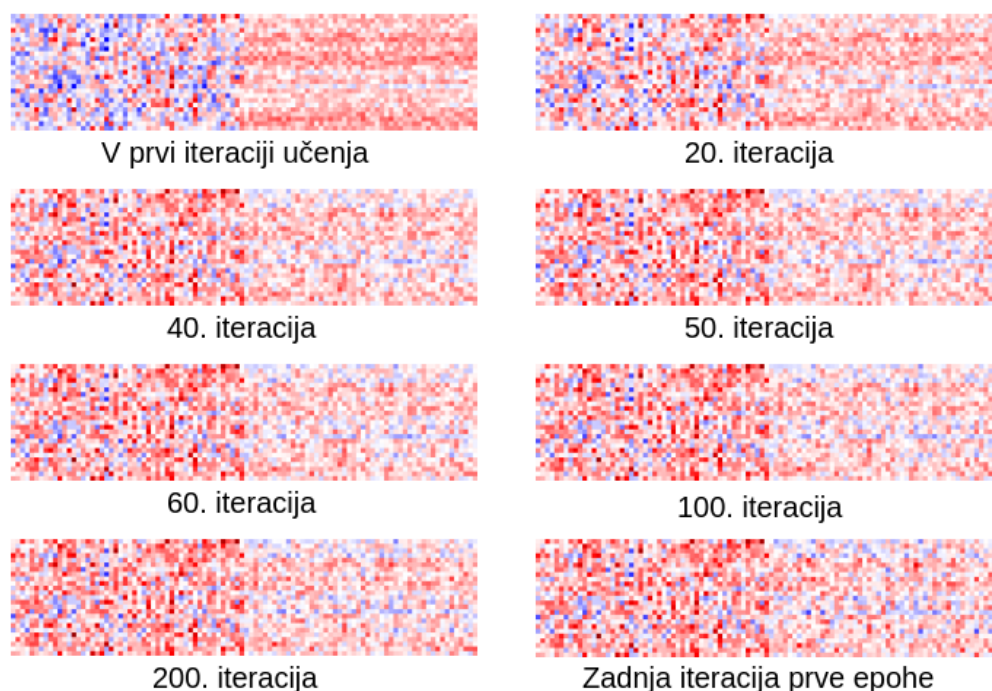 V prvi iteraciji učenja
20. iteracija
40. iteracija
50. iteracija
60. iteracija
100. iteracija
200. iteracija
Zadnja iteracija prve epohe